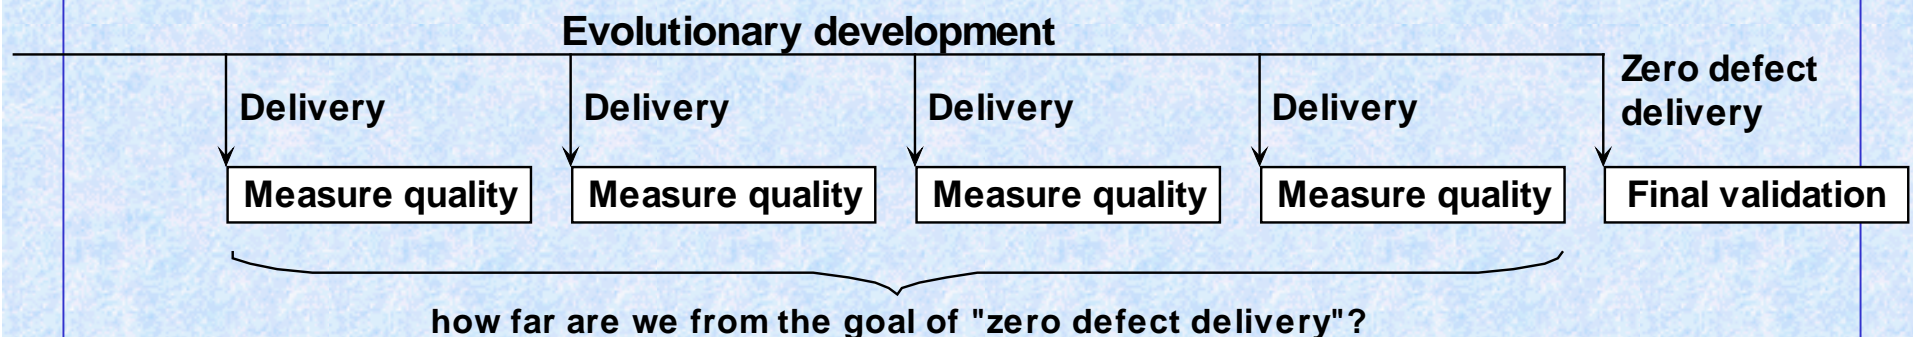 Evolutionary development
Delivery
Delivery
Delivery
Delivery
Zero defect
delivery
Measure quality
Measure quality
Measure quality
Measure quality
Final validation
how far are we from the goal of "zero defect delivery"?